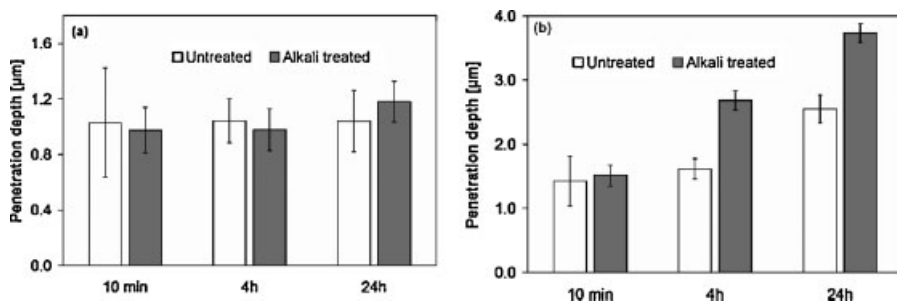 (a)
Untreated Alkali treated
Penetration depth [µm]
1.6
1.2
0.8
0.4
0.0
10 min 4h 24h
(b)
Untreated Alkali treated
Penetration depth [µm]
4.0
3.0
2.0
1.0
0.0
10 min 4h 24h